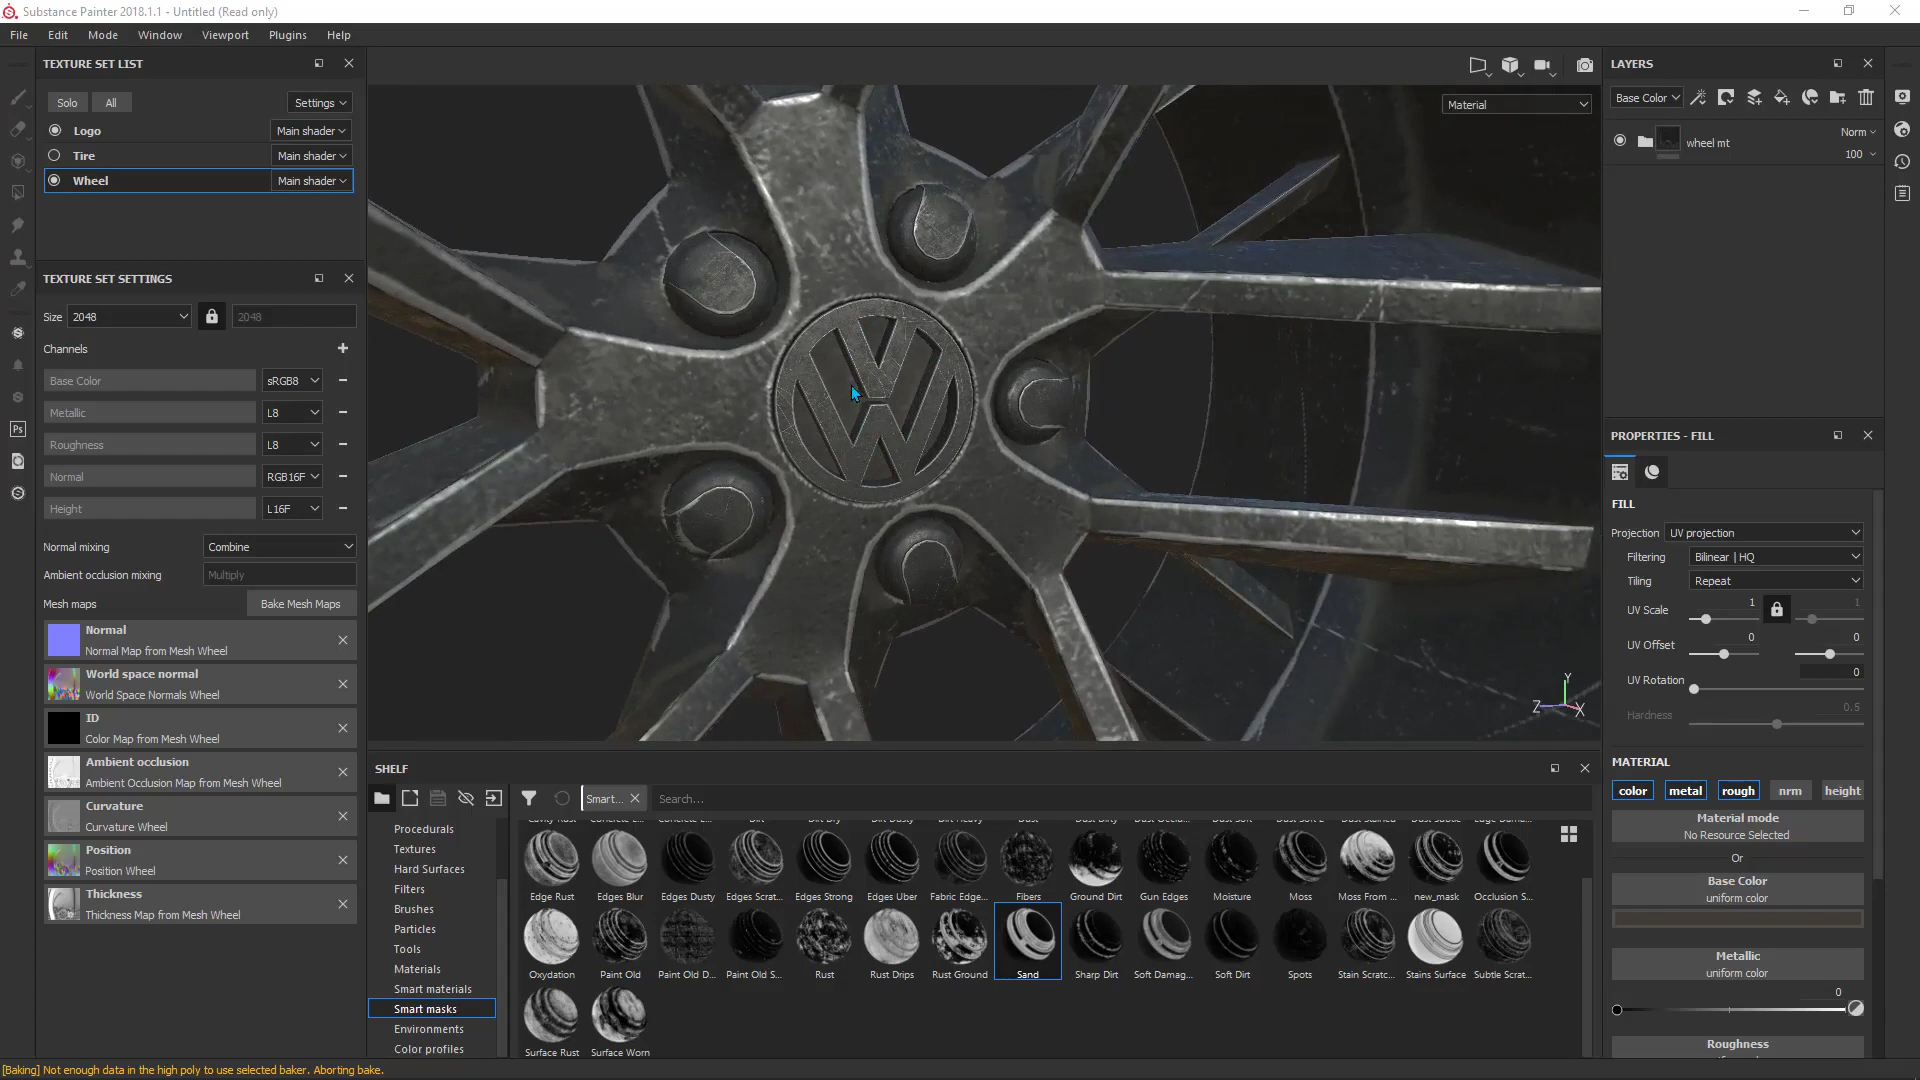 Substance Painter 2018.1.1 - Untitled (Read only)
File Edit Mode Window Viewport Plugins Help
TEXTURE SET LIST
Solo All Settings
Logo Main shader
Tire Main shader
Wheel Main shader
TEXTURE SET SETTINGS
Size 2048 2048
Channels
Base Color sRGB8
Metallic L8
Roughness L8
Normal RGB16F
Height L16F
Normal mixing Combine
Ambient occlusion mixing Multiply
Mesh maps Bake Mesh Maps
Normal
Normal Map from Mesh Wheel
World space normal
World Space Normals Wheel
ID
Color Map from Mesh Wheel
Ambient occlusion
Ambient Occlusion Map from Mesh Wheel
Curvature
Curvature Wheel
Position
Position Wheel
Thickness
Thickness Map from Mesh Wheel
Ps
Material
Y
Z X
SHELF
Smart... Search...
Procedurals
Textures
Hard Surfaces
Filters
Brushes
Particles
Tools
Materials
Smart materials
Smart masks
Environments
Color profiles
Edge Rust Edges Blur Edges Dusty Edges Scrat... Edges Strong Edges Uber Fabric Edge... Fibers Ground Dirt Gun Edges Moisture Moss Moss From ... new_mask Occlusion S...
Oxydation Paint Old Paint Old D... Paint Old S... Rust Rust Drips Rust Ground Sand Sharp Dirt Soft Damag... Soft Dirt Spots Stain Scratc... Stains Surface Subtle Scrat...
Surface Rust Surface Worn
LAYERS
Base Color
wheel mt Norm
100
PROPERTIES - FILL
FILL
Projection UV projection
Filtering Bilinear | HQ
Tiling Repeat
UV Scale 1 1
UV Offset 0 0
UV Rotation 0
Hardness 0.5
MATERIAL
color metal rough nrm height
Material mode
No Resource Selected
Or
Base Color
uniform color
Metallic
uniform color
0
Roughness
[Baking] Not enough data in the high poly to use selected baker. Aborting bake.